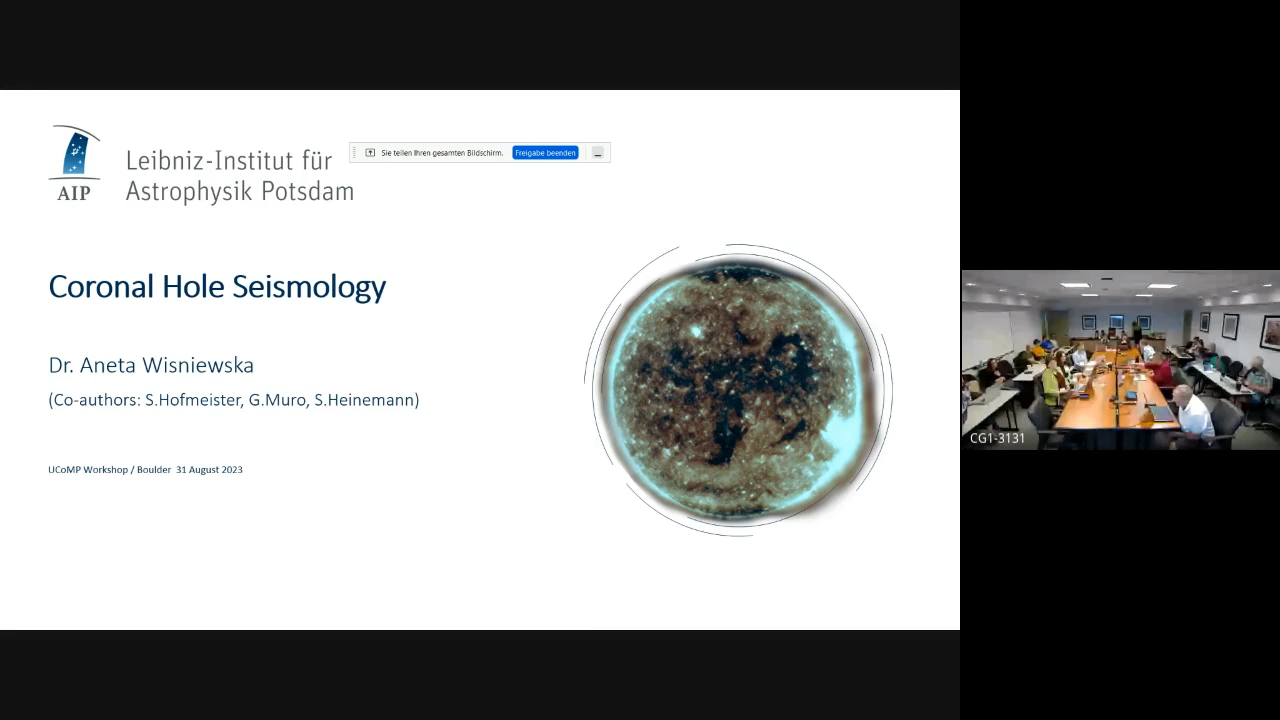 Leibniz-Institut für
Astrophysik Potsdam
AIP
Sie teilen Ihren gesamten Bildschirm. Freigabe beenden
Coronal Hole Seismology
Dr. Aneta Wisniewska
(Co-authors: S.Hofmeister, G.Muro, S.Heinemann)
UCoMP Workshop / Boulder 31 August 2023
CG1-3131